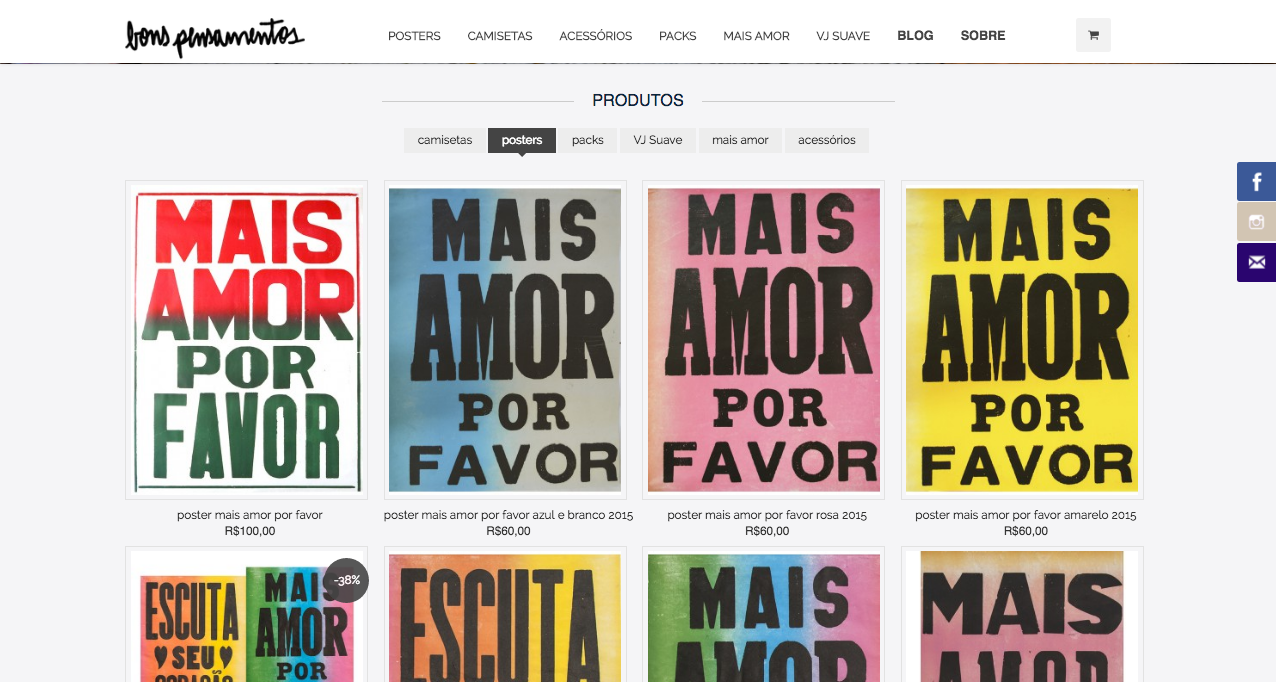 bons pensamentos
POSTERS CAMISETAS ACESSÓRIOS PACKS MAIS AMOR VJ SUAVE BLOG SOBRE
PRODUTOS
camisetas posters packs VJ Suave mais amor acessórios
MAIS
AMOR
POR
FAVOR
MAIS
AMOR
POR
FAVOR
MAIS
AMOR
POR
FAVOR
MAIS
AMOR
POR
FAVOR
poster mais amor por favor
R$100,00
poster mais amor por favor azul e branco 2015
R$60,00
poster mais amor por favor rosa 2015
R$60,00
poster mais amor por favor amarelo 2015
R$60,00
-38%
ESCUTA
SEU
CORAÇÃO
MAIS
AMOR
POR
ESCUTA
MAIS
AMOR
MAIS
AMOR